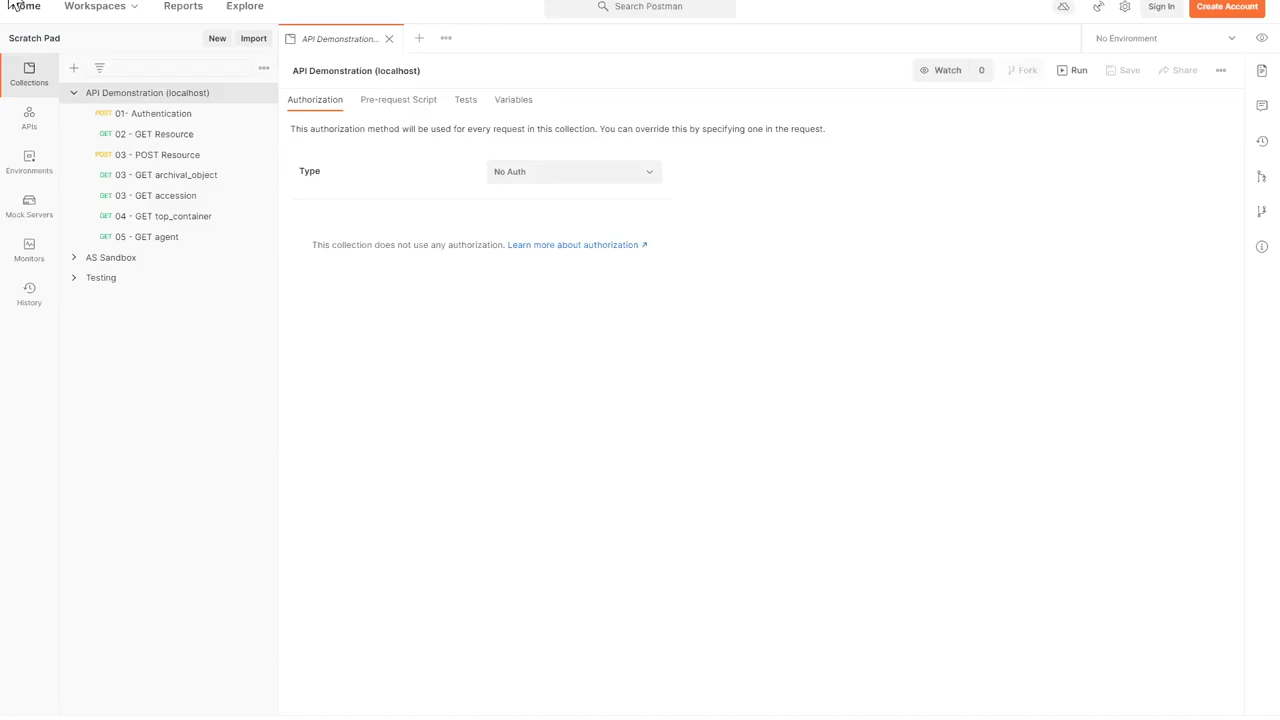 Home Workspaces Reports Explore Search Postman Sign In Create Account
Scratch Pad New Import API Demonstration... No Environment
API Demonstration (localhost) Watch 0 Fork Run Save Share
Collections
APIs
Environments
Mock Servers
Monitors
History
API Demonstration (localhost)
POST 01- Authentication
GET 02 - GET Resource
POST 03 - POST Resource
GET 03 - GET archival_object
GET 03 - GET accession
GET 04 - GET top_container
GET 05 - GET agent
AS Sandbox
Testing
Authorization Pre-request Script Tests Variables
This authorization method will be used for every request in this collection. You can override this by specifying one in the request.
Type No Auth
This collection does not use any authorization. Learn more about authorization ↗